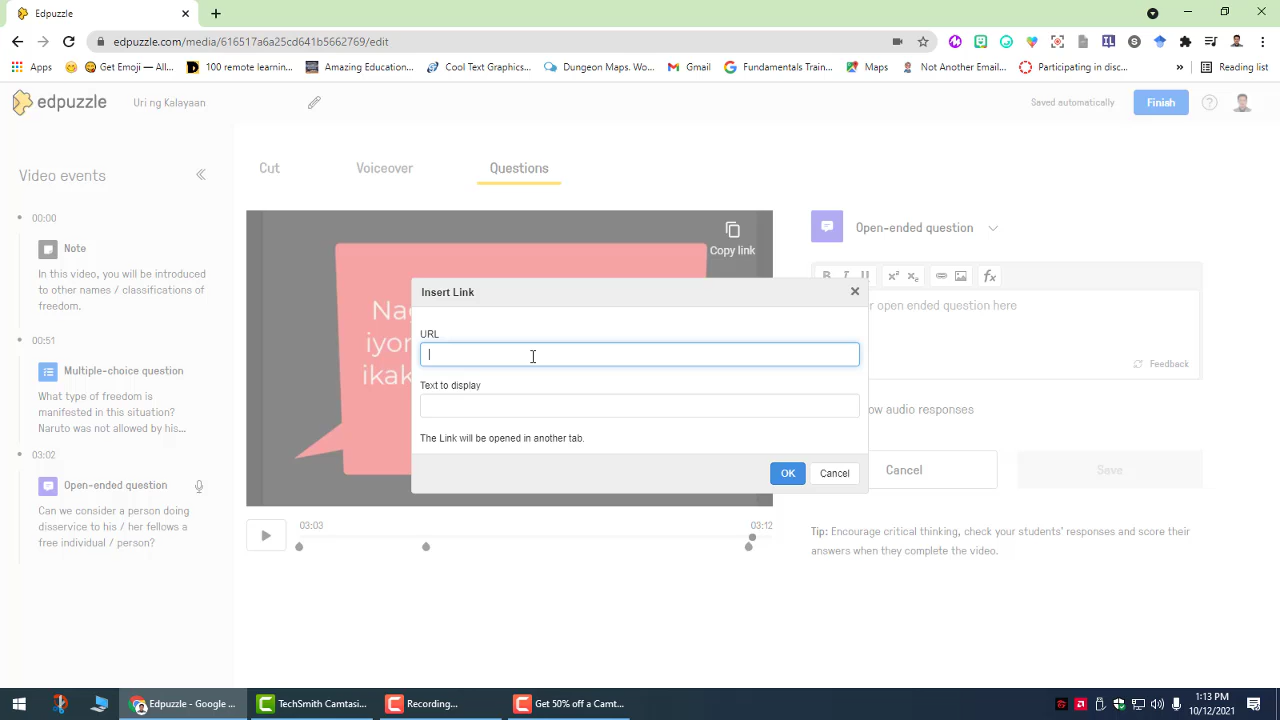 Edpuzzle
edpuzzle.com/media/616517a6a25cd641b5662769/edit
Apps
Get Emoji — All...
100 remote learnin...
Amazing Education...
Cool Text Graphics...
Dungeon Maps. Wo...
Gmail
Fundamentals Train...
Maps
Not Another Email...
Participating in disc...
»
Reading list
edpuzzle
Uri ng Kalayaan
Saved automatically
Finish
Video events
Cut
Voiceover
Questions
00:00
Note
In this video, you will be introduced
to other names / classifications of
freedom.
00:51
Multiple-choice question
What type of freedom is
manifested in this situation?
Naruto was not allowed by his...
03:02
Open-ended question
Can we consider a person doing
disservice to his / her fellows a
free individual / person?
Copy link
iyon
ikak
03:03
03:12
Insert Link
URL
Text to display
The Link will be opened in another tab.
OK
Cancel
Open-ended question
B I U x² x₂ fx
r open ended question here
Feedback
ow audio responses
Cancel
Save
Tip: Encourage critical thinking, check your students' responses and score their
answers when they complete the video.
Edpuzzle - Google ...
TechSmith Camtasi...
Recording...
Get 50% off a Camt...
1:13 PM
10/12/2021